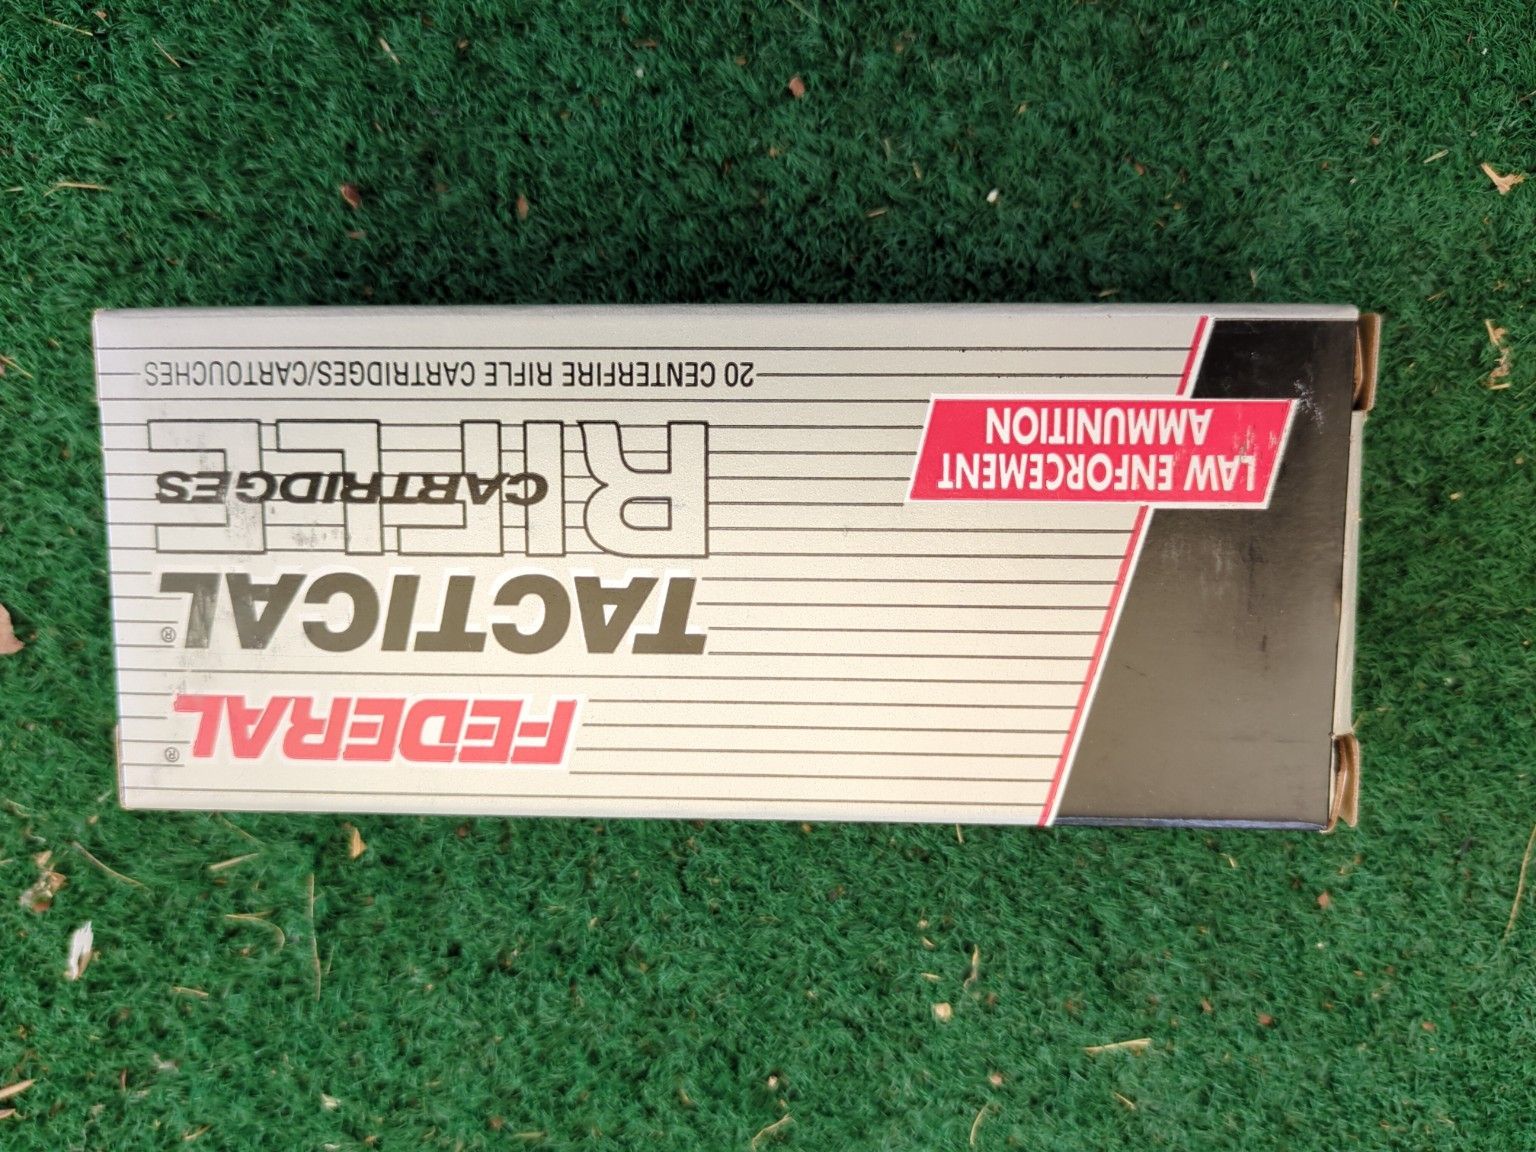 FEDERAL®
TACTICAL®
RIFLE
CARTRIDGES
20 CENTERFIRE RIFLE CARTRIDGES/CARTOUCHES
LAW ENFORCEMENT
AMMUNITION